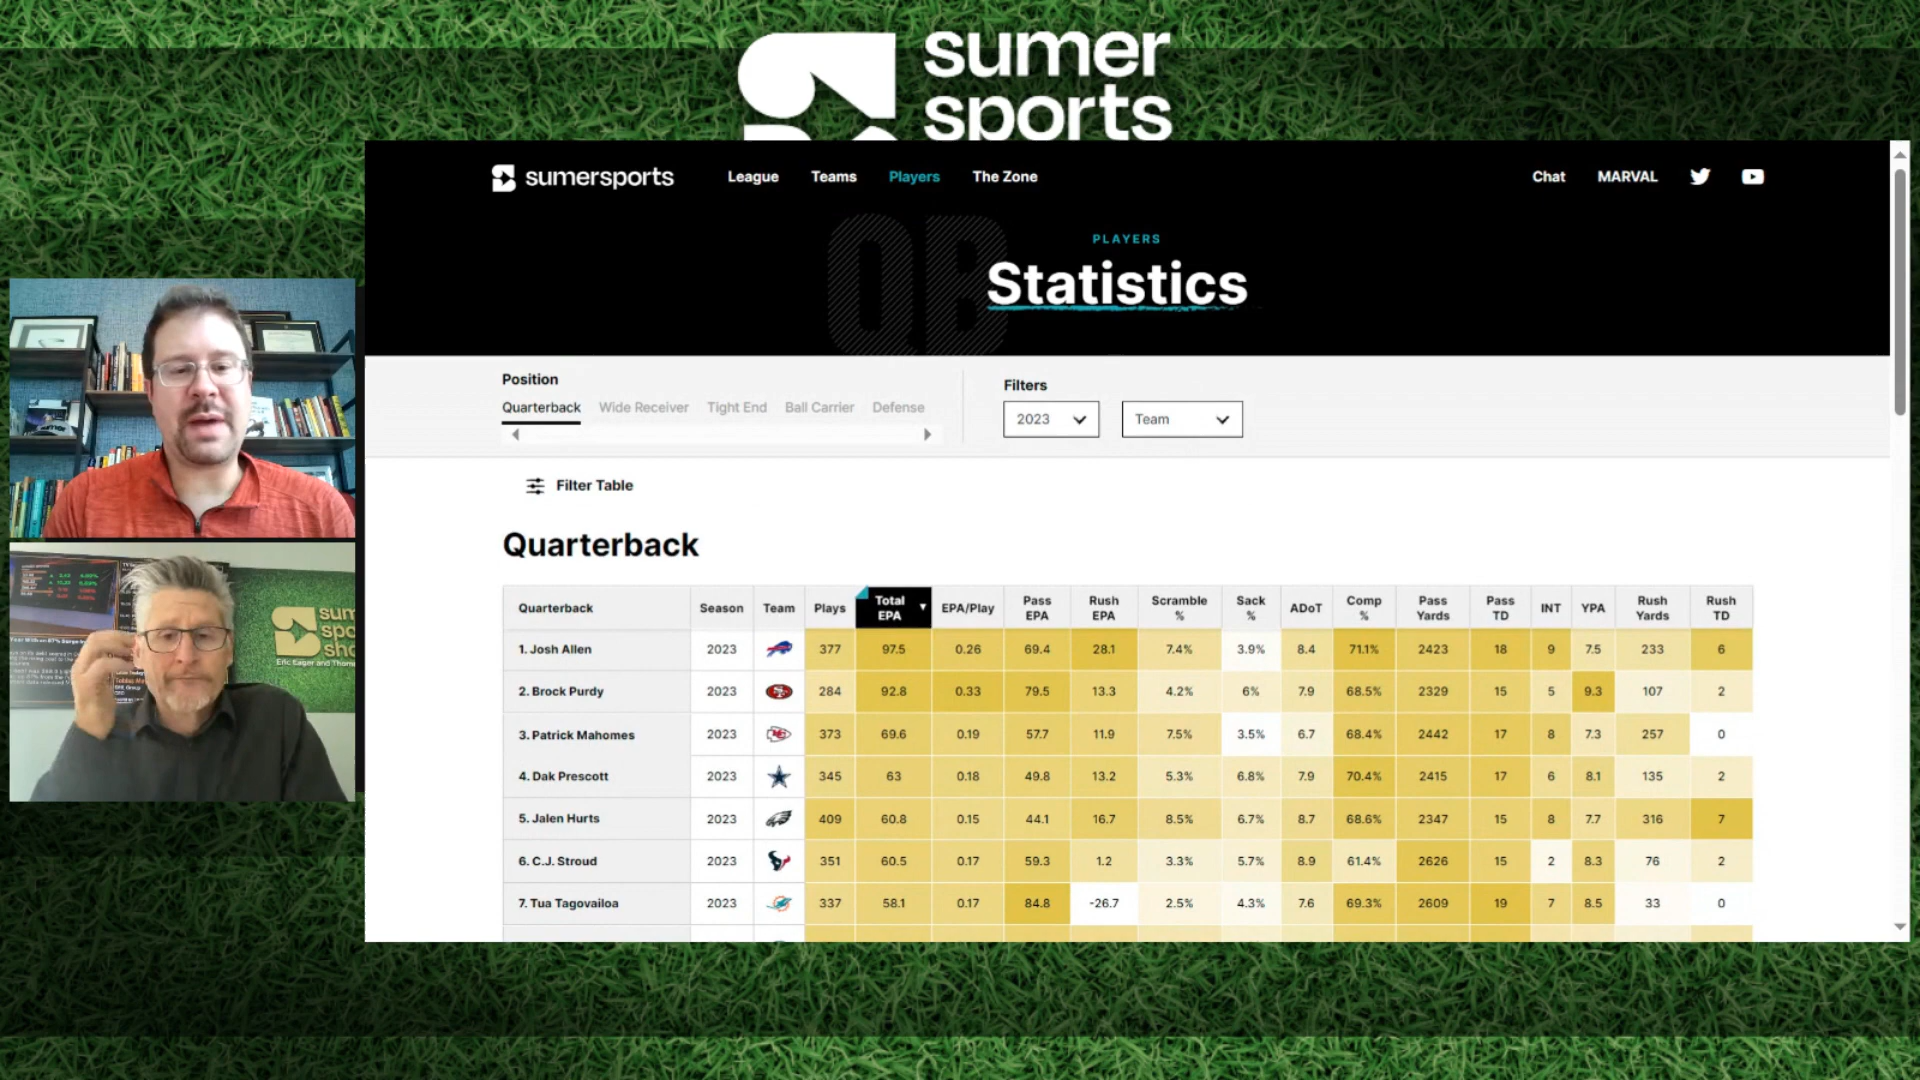 sumer
sports
sumersports
League Teams Players The Zone
Chat MARVAL
QB
PLAYERS
Statistics
Position
Quarterback Wide Receiver Tight End Ball Carrier Defense
Filters
2023 Team
Filter Table
Quarterback
Quarterback Season Team Plays Total EPA EPA/Play Pass EPA Rush EPA Scramble % Sack % ADoT Comp % Pass Yards Pass TD INT YPA Rush Yards Rush TD
1. Josh Allen 2023 377 97.5 0.26 69.4 28.1 7.4% 3.9% 8.4 71.1% 2423 18 9 7.5 233 6
2. Brock Purdy 2023 284 92.8 0.33 79.5 13.3 4.2% 6% 7.9 68.5% 2329 15 5 9.3 107 2
3. Patrick Mahomes 2023 KC 373 69.6 0.19 57.7 11.9 7.5% 3.5% 6.7 68.4% 2442 17 8 7.3 257 0
4. Dak Prescott 2023 345 63 0.18 49.8 13.2 5.3% 6.8% 7.9 70.4% 2415 17 6 8.1 135 2
5. Jalen Hurts 2023 409 60.8 0.15 44.1 16.7 8.5% 6.7% 8.7 68.6% 2347 15 8 7.7 316 7
6. C.J. Stroud 2023 351 60.5 0.17 59.3 1.2 3.3% 5.7% 8.9 61.4% 2626 15 2 8.3 76 2
7. Tua Tagovailoa 2023 337 58.1 0.17 84.8 -26.7 2.5% 4.3% 7.6 69.3% 2609 19 7 8.5 33 0
Eric Eager and Thom